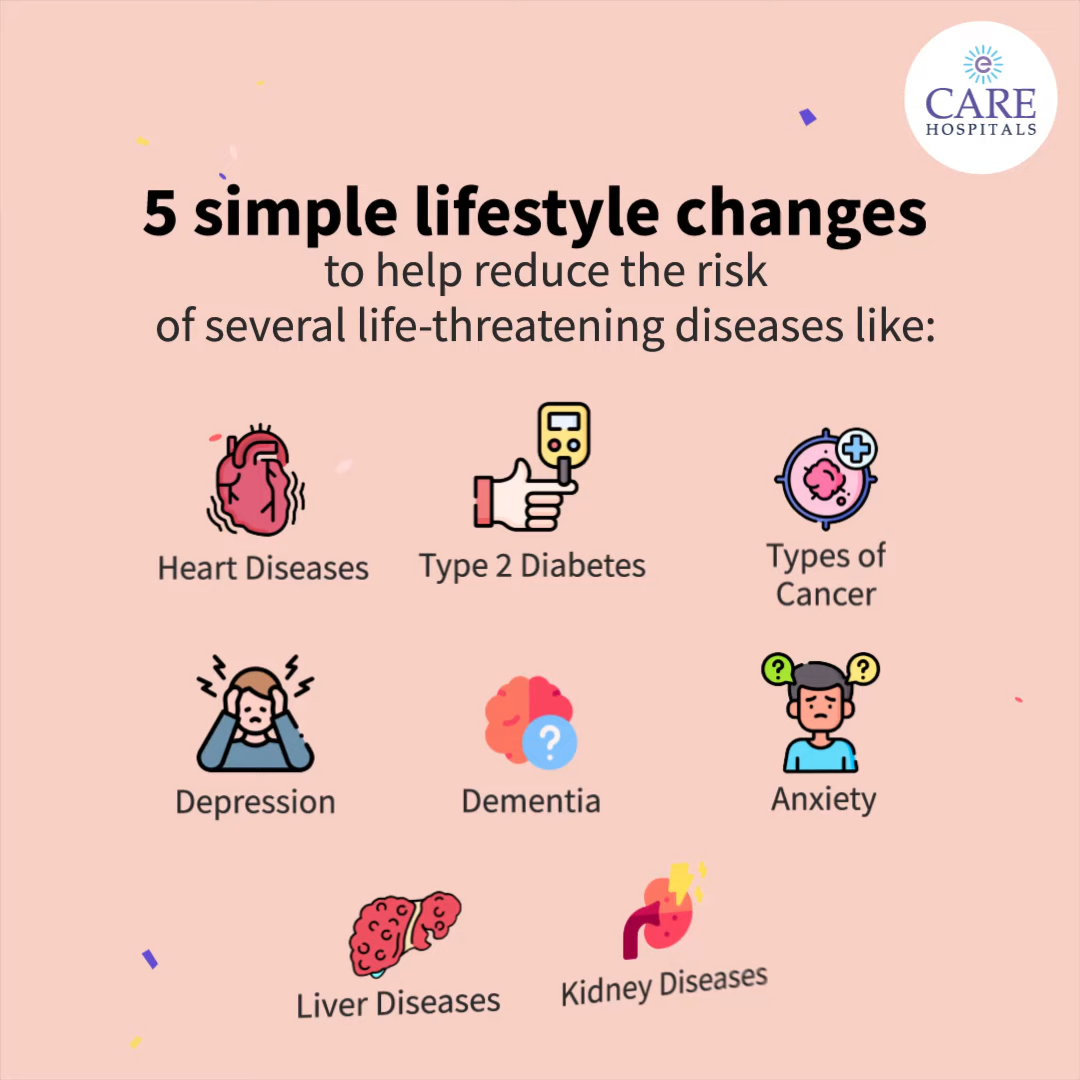 e
CARE
HOSPITALS
5 simple lifestyle changes
to help reduce the risk
of several life-threatening diseases like:
Heart Diseases
Type 2 Diabetes
Types of
Cancer
? ?
Depression
?
Dementia
Anxiety
Liver Diseases
Kidney Diseases